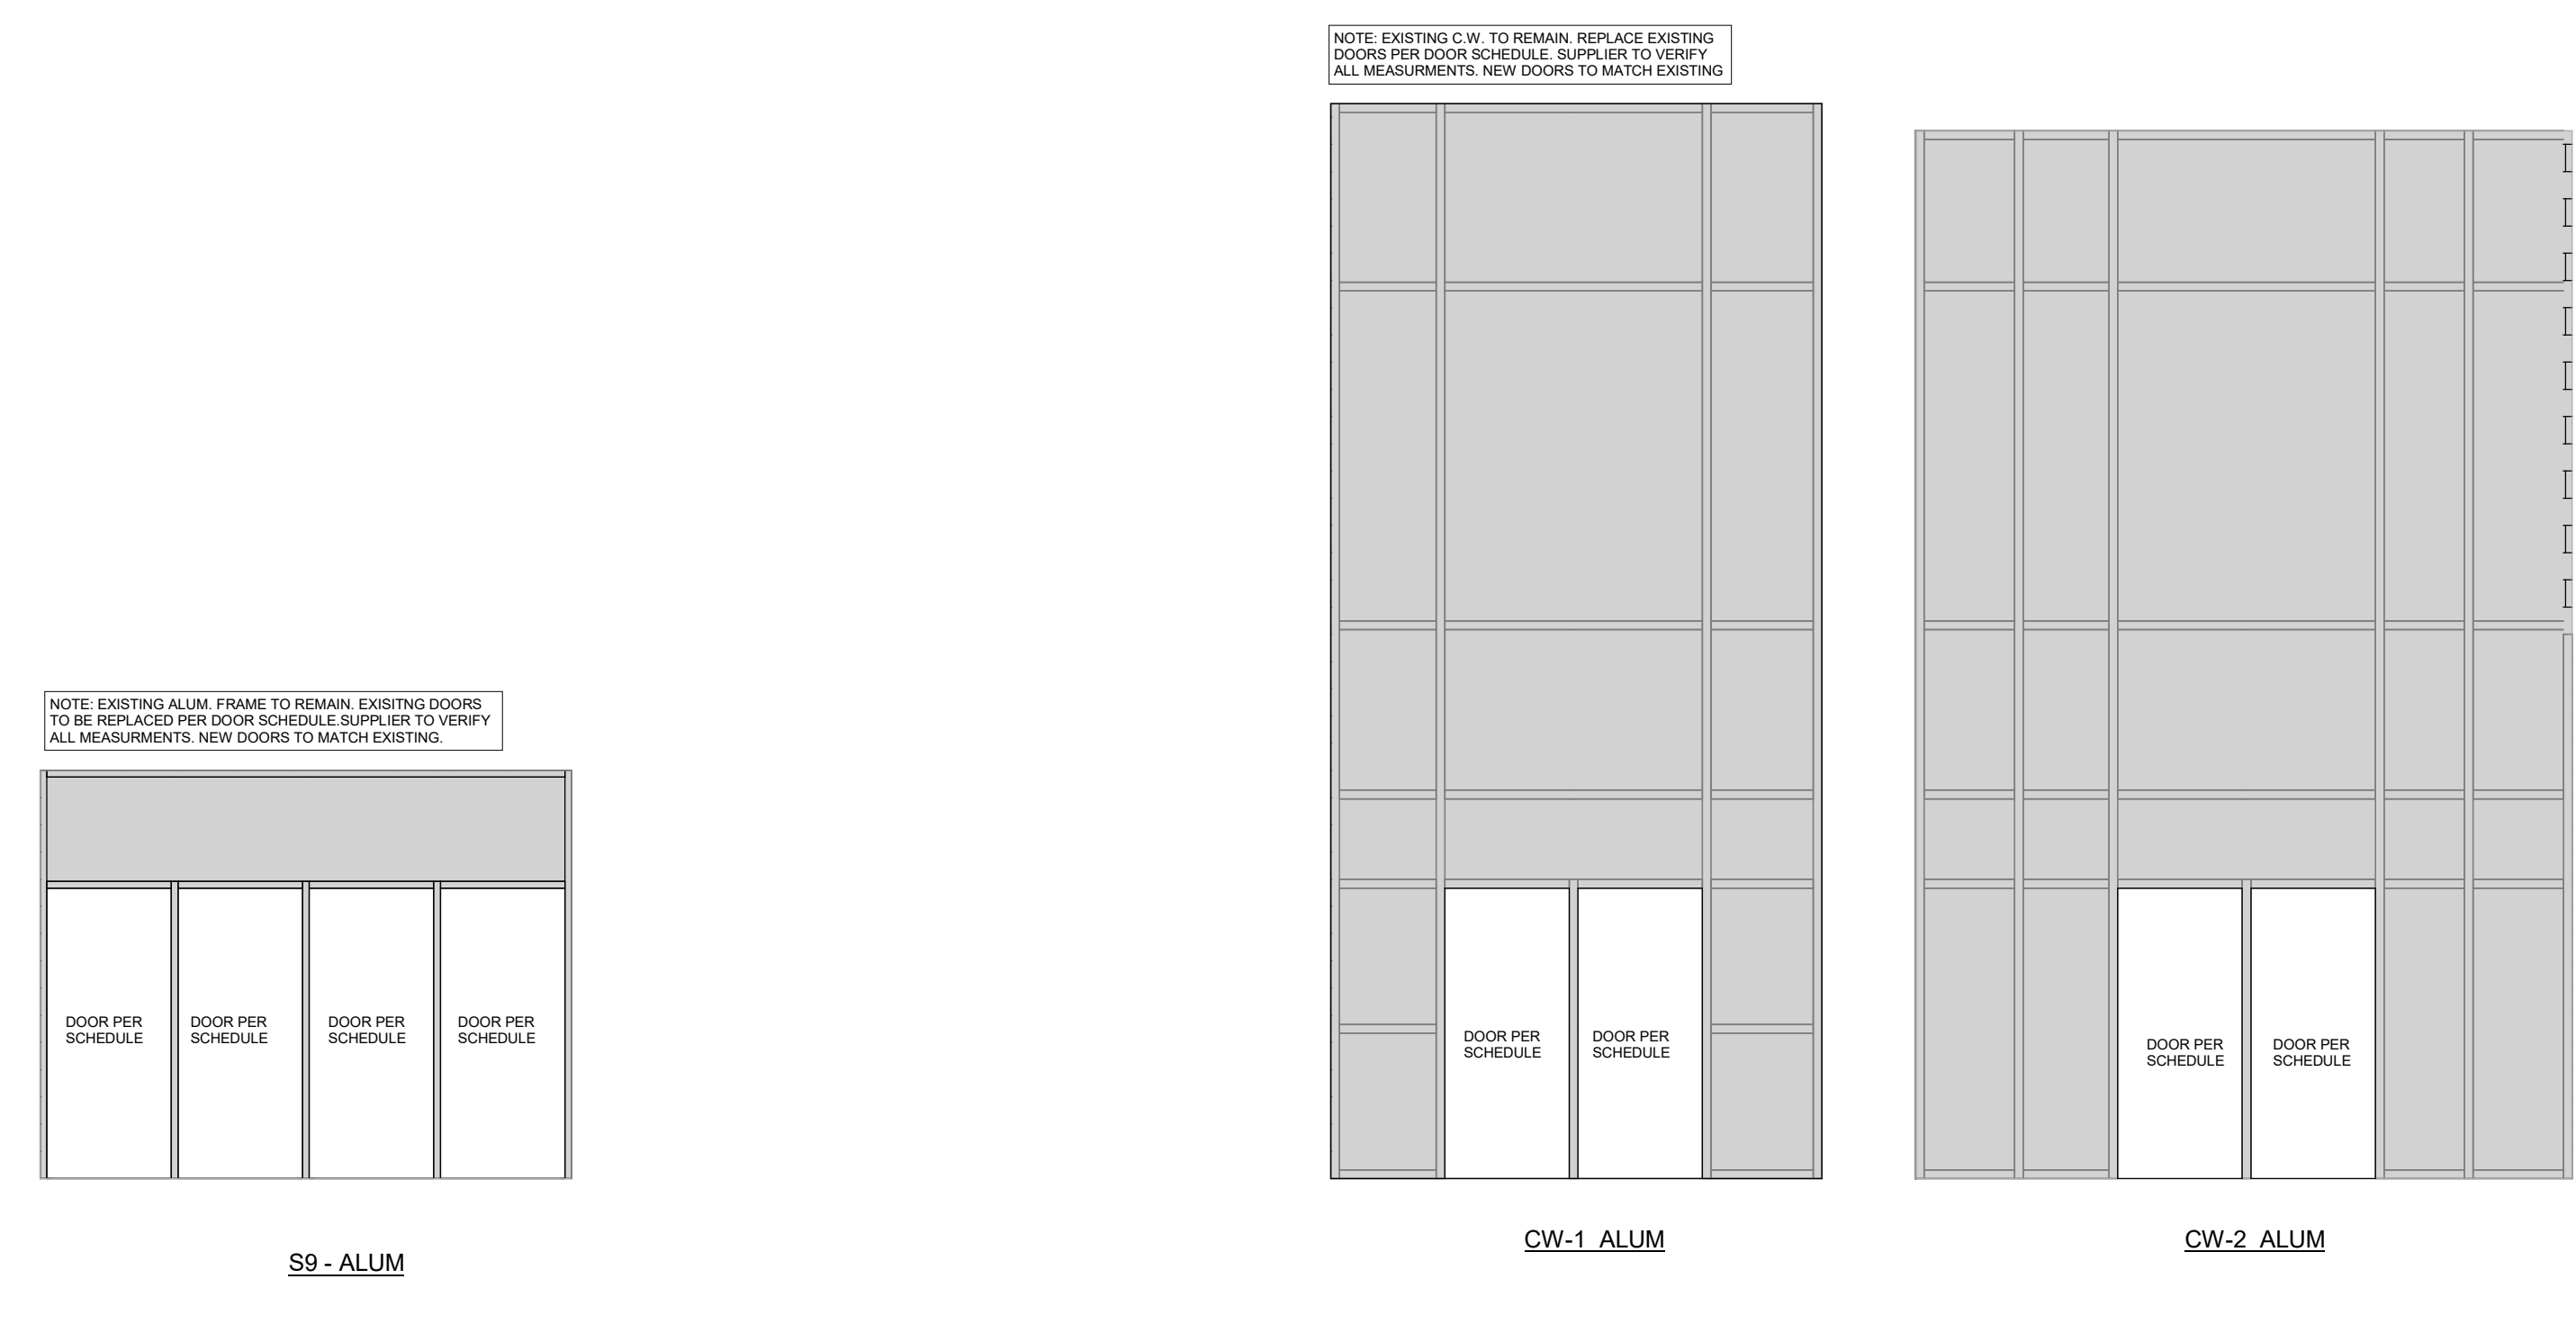 NOTE: EXISTING C.W. TO REMAIN. REPLACE EXISTING
DOORS PER DOOR SCHEDULE. SUPPLIER TO VERIFY
ALL MEASURMENTS. NEW DOORS TO MATCH EXISTING
NOTE: EXISTING ALUM. FRAME TO REMAIN. EXISITNG DOORS
TO BE REPLACED PER DOOR SCHEDULE.SUPPLIER TO VERIFY
ALL MEASURMENTS. NEW DOORS TO MATCH EXISTING.
DOOR PER
SCHEDULE
DOOR PER
SCHEDULE
DOOR PER
SCHEDULE
DOOR PER
SCHEDULE
DOOR PER
SCHEDULE
DOOR PER
SCHEDULE
DOOR PER
SCHEDULE
DOOR PER
SCHEDULE
S9 - ALUM
CW-1 ALUM
CW-2 ALUM